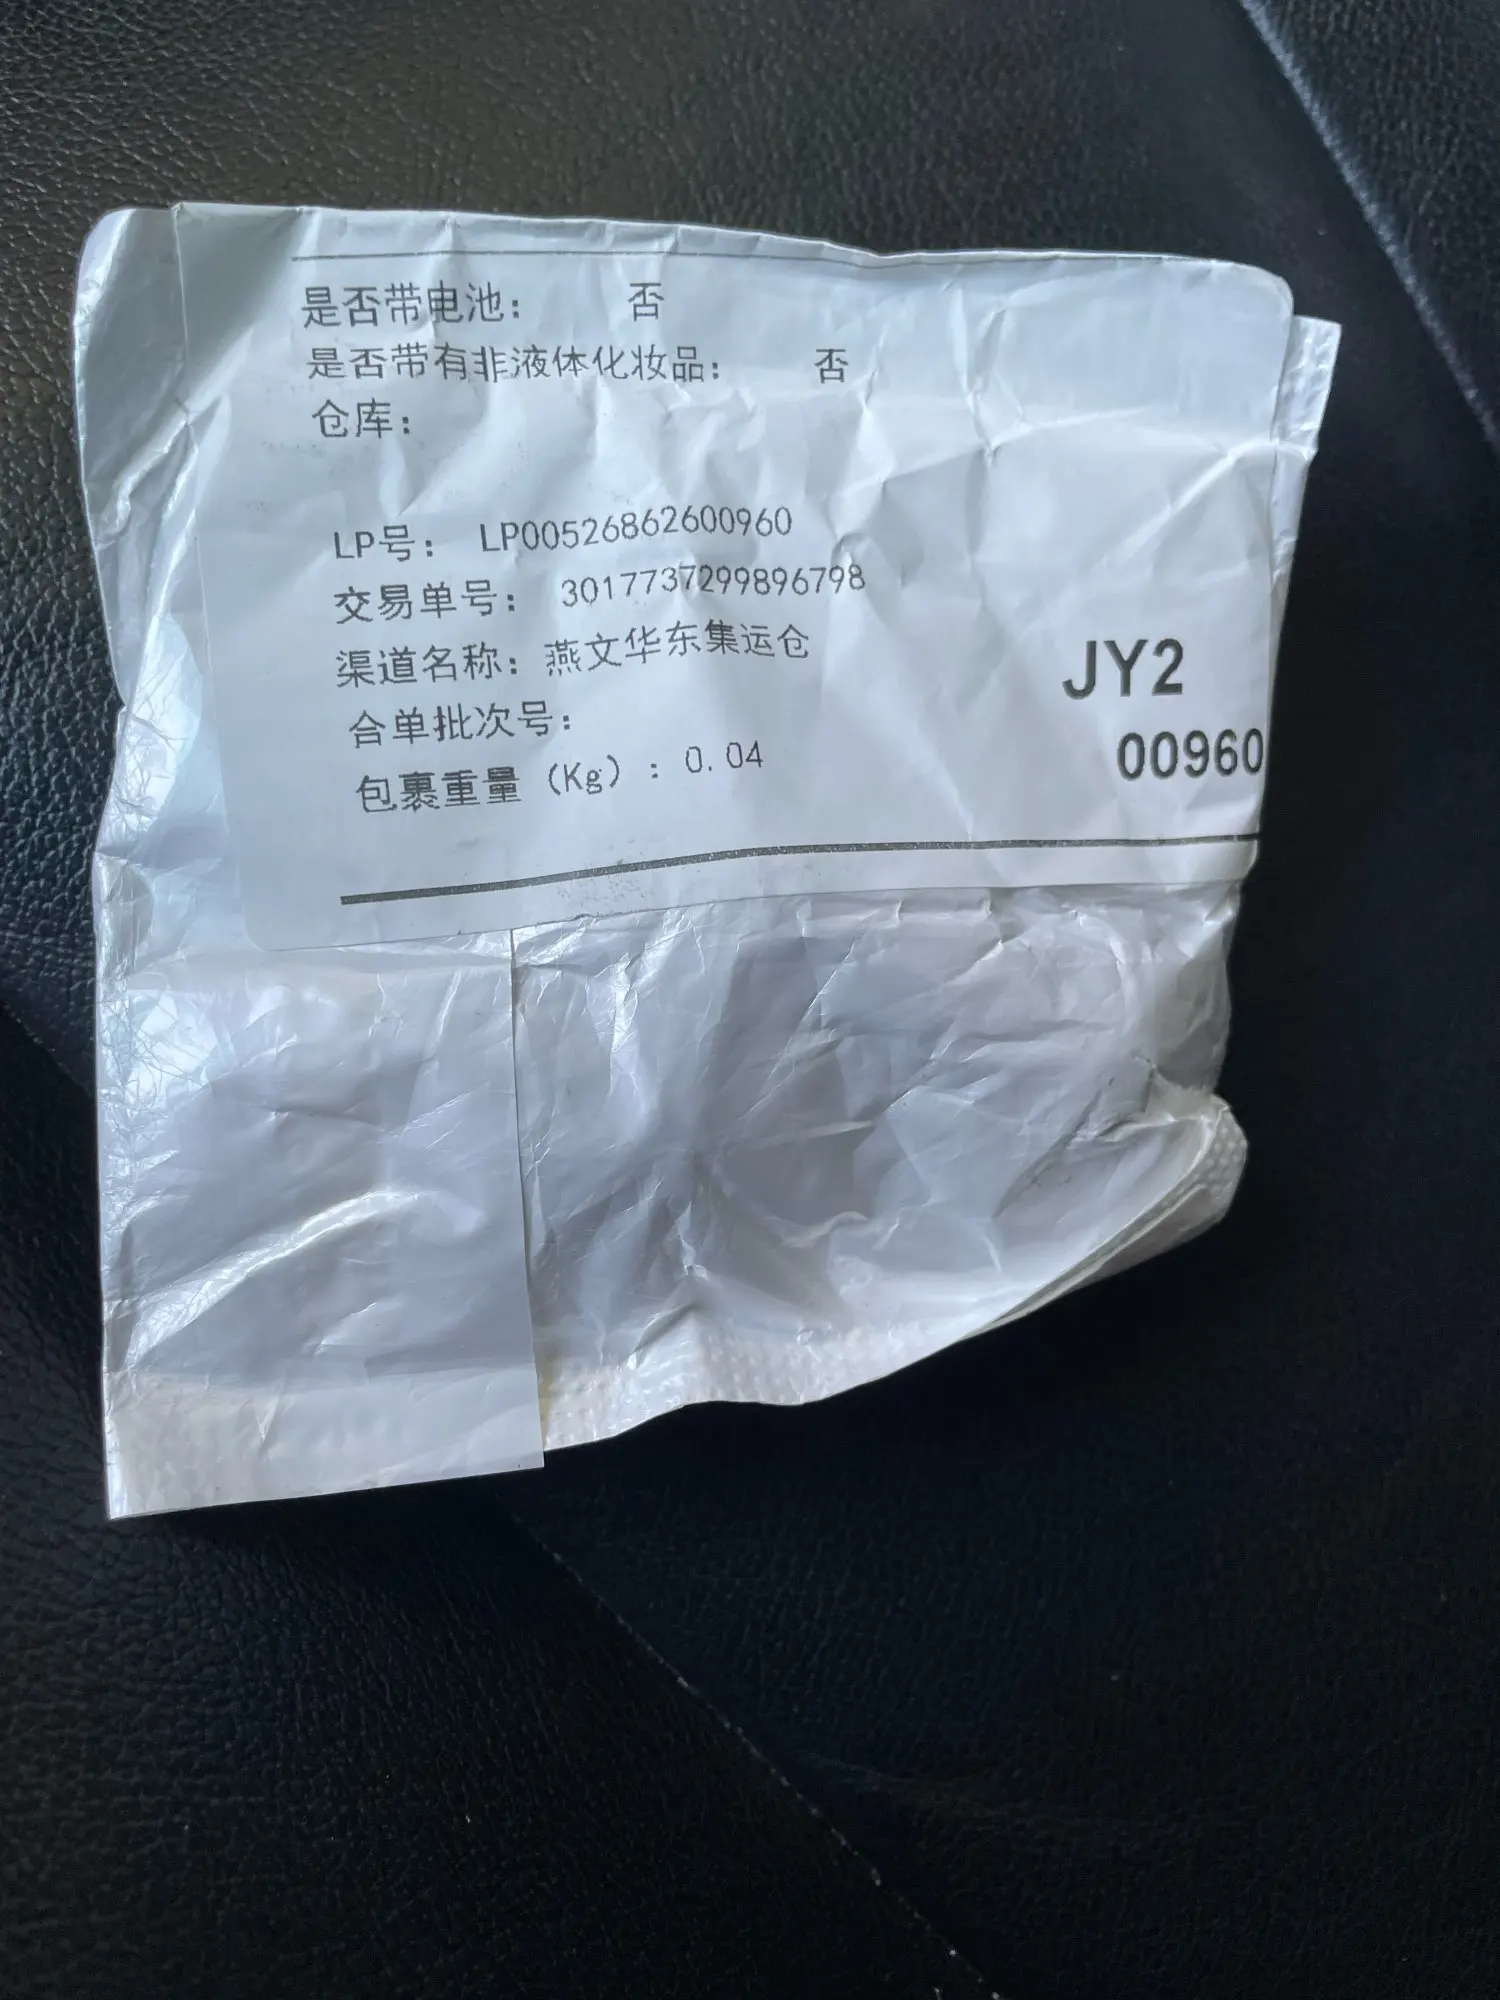 是否带电池： 否
是否带有非液体化妆品： 否
仓库：
LP号： LP00526862600960
交易单号： 3017737299896798
渠道名称：燕文华东集运仓
合单批次号：
包裹重量（Kg）：0.04
JY2
00960